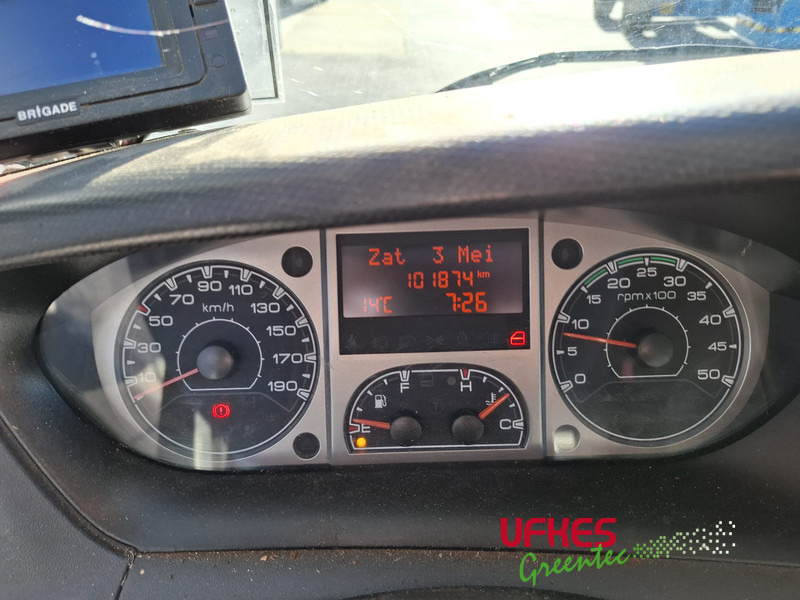 BRIGADE
Zat 3 Mei
101874 km
14°C 7:26
km/h
10 30 50 70 90 110 130 150 170 190
F H
E C
rpm x100
0 5 10 15 20 25 30 35 40 45 50
UFKES
Greentec